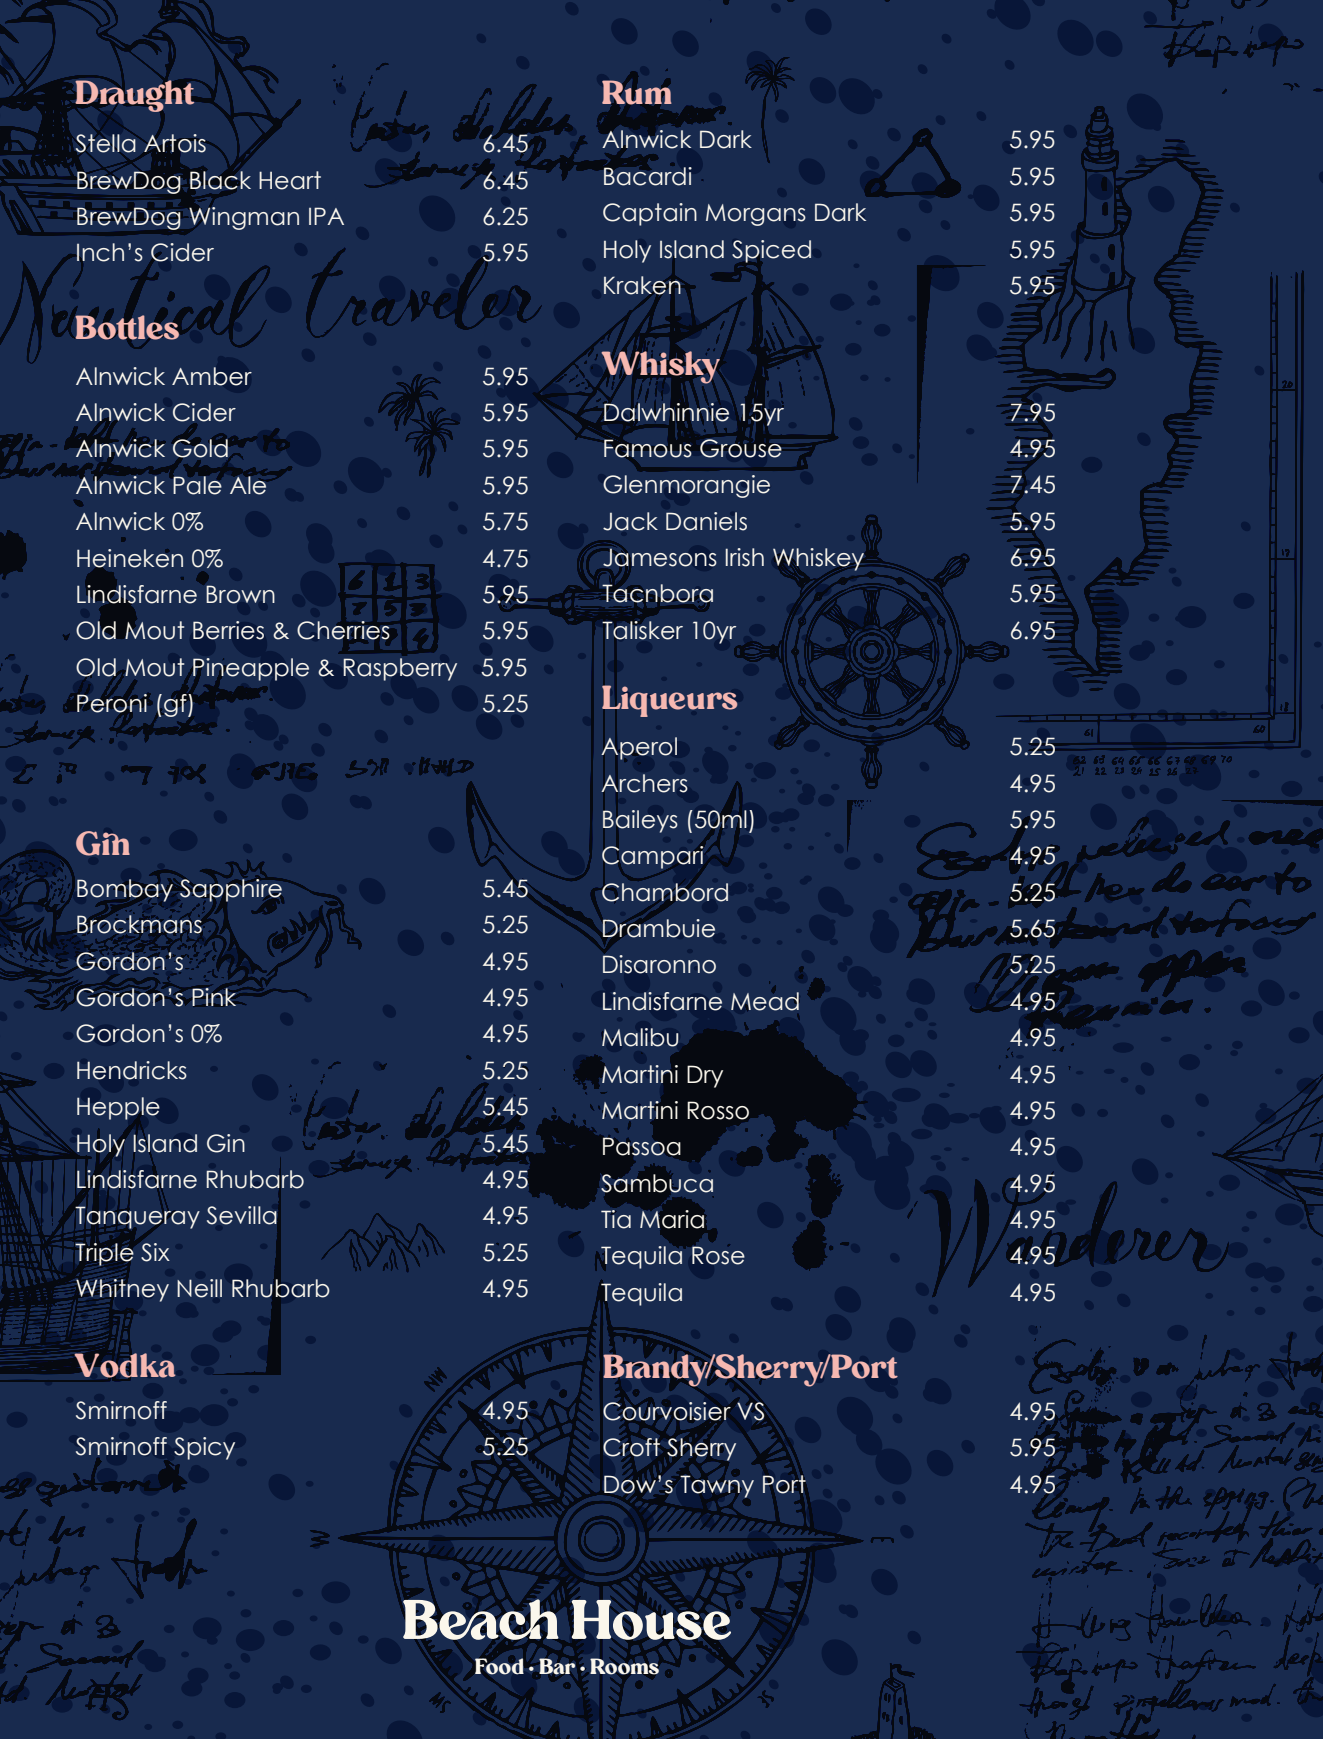 Draught
Stella Artois 6.45
BrewDog Black Heart 6.45
BrewDog Wingman IPA 6.25
Inch's Cider 5.95
Nautical traveler
Bottles
Alnwick Amber 5.95
Alnwick Cider 5.95
Alnwick Gold 5.95
Alnwick Pale Ale 5.95
Alnwick 0% 5.75
Heineken 0% 4.75
Lindisfarne Brown 5.95
Old Mout Berries & Cherries 5.95
Old Mout Pineapple & Raspberry 5.95
Peroni (gf) 5.25
Gin
Bombay Sapphire 5.45
Brockmans 5.25
Gordon's 4.95
Gordon's Pink 4.95
Gordon's 0% 4.95
Hendricks 5.25
Hepple 5.45
Holy Island Gin 5.45
Lindisfarne Rhubarb 4.95
Tanqueray Sevilla 4.95
Triple Six 5.25
Whitney Neill Rhubarb 4.95
Vodka
Smirnoff 4.95
Smirnoff Spicy 5.25
Rum
Alnwick Dark 5.95
Bacardi 5.95
Captain Morgans Dark 5.95
Holy Island Spiced 5.95
Kraken 5.95
Whisky
Dalwhinnie 15yr 7.95
Famous Grouse 4.95
Glenmorangie 7.45
Jack Daniels 5.95
Jamesons Irish Whiskey 6.95
Tacnbora 5.95
Talisker 10yr 6.95
Liqueurs
Aperol 5.25
Archers 4.95
Baileys (50ml) 5.95
Campari 4.95
Chambord 5.25
Drambuie 5.65
Disaronno 5.25
Lindisfarne Mead 4.95
Malibu 4.95
Martini Dry 4.95
Martini Rosso 4.95
Passoa 4.95
Sambuca 4.95
Tia Maria 4.95
Tequila Rose 4.95
Tequila 4.95
Wanderer
Brandy/Sherry/Port
Courvoisier VS 4.95
Croft Sherry 5.95
Dow's Tawny Port 4.95
Beach House
Food · Bar · Rooms